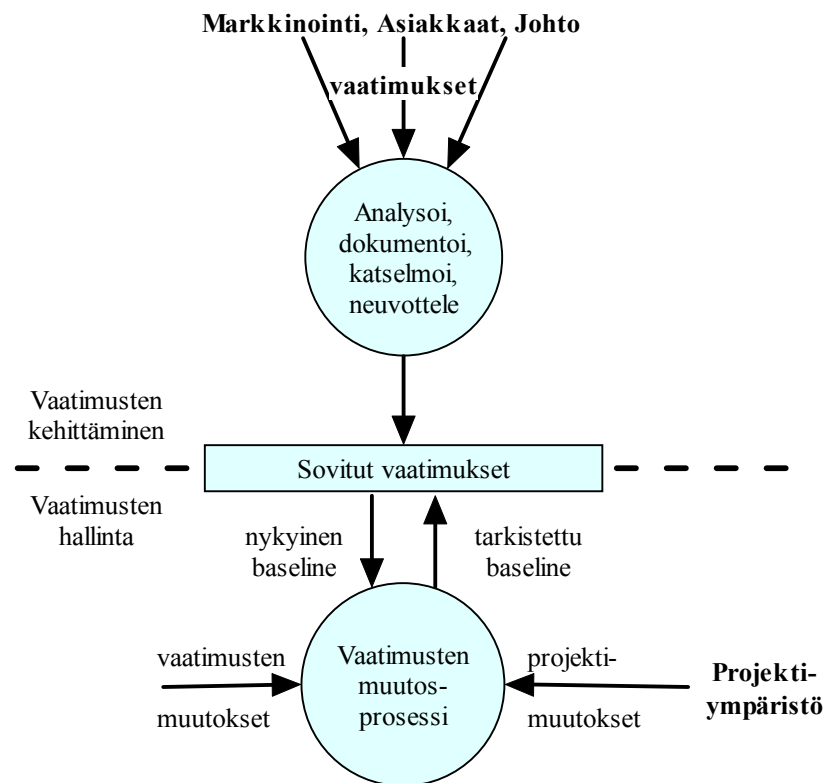 Markkinointi, Asiakkaat, Johto
vaatimukset
Analysoi,
dokumentoi,
katselmoi,
neuvottele
Vaatimusten
kehittäminen
Sovitut vaatimukset
Vaatimusten
hallinta
nykyinen
baseline
tarkistettu
baseline
vaatimusten
muutokset
Vaatimusten
muutos-
prosessi
projekti-
muutokset
Projekti-
ympäristö